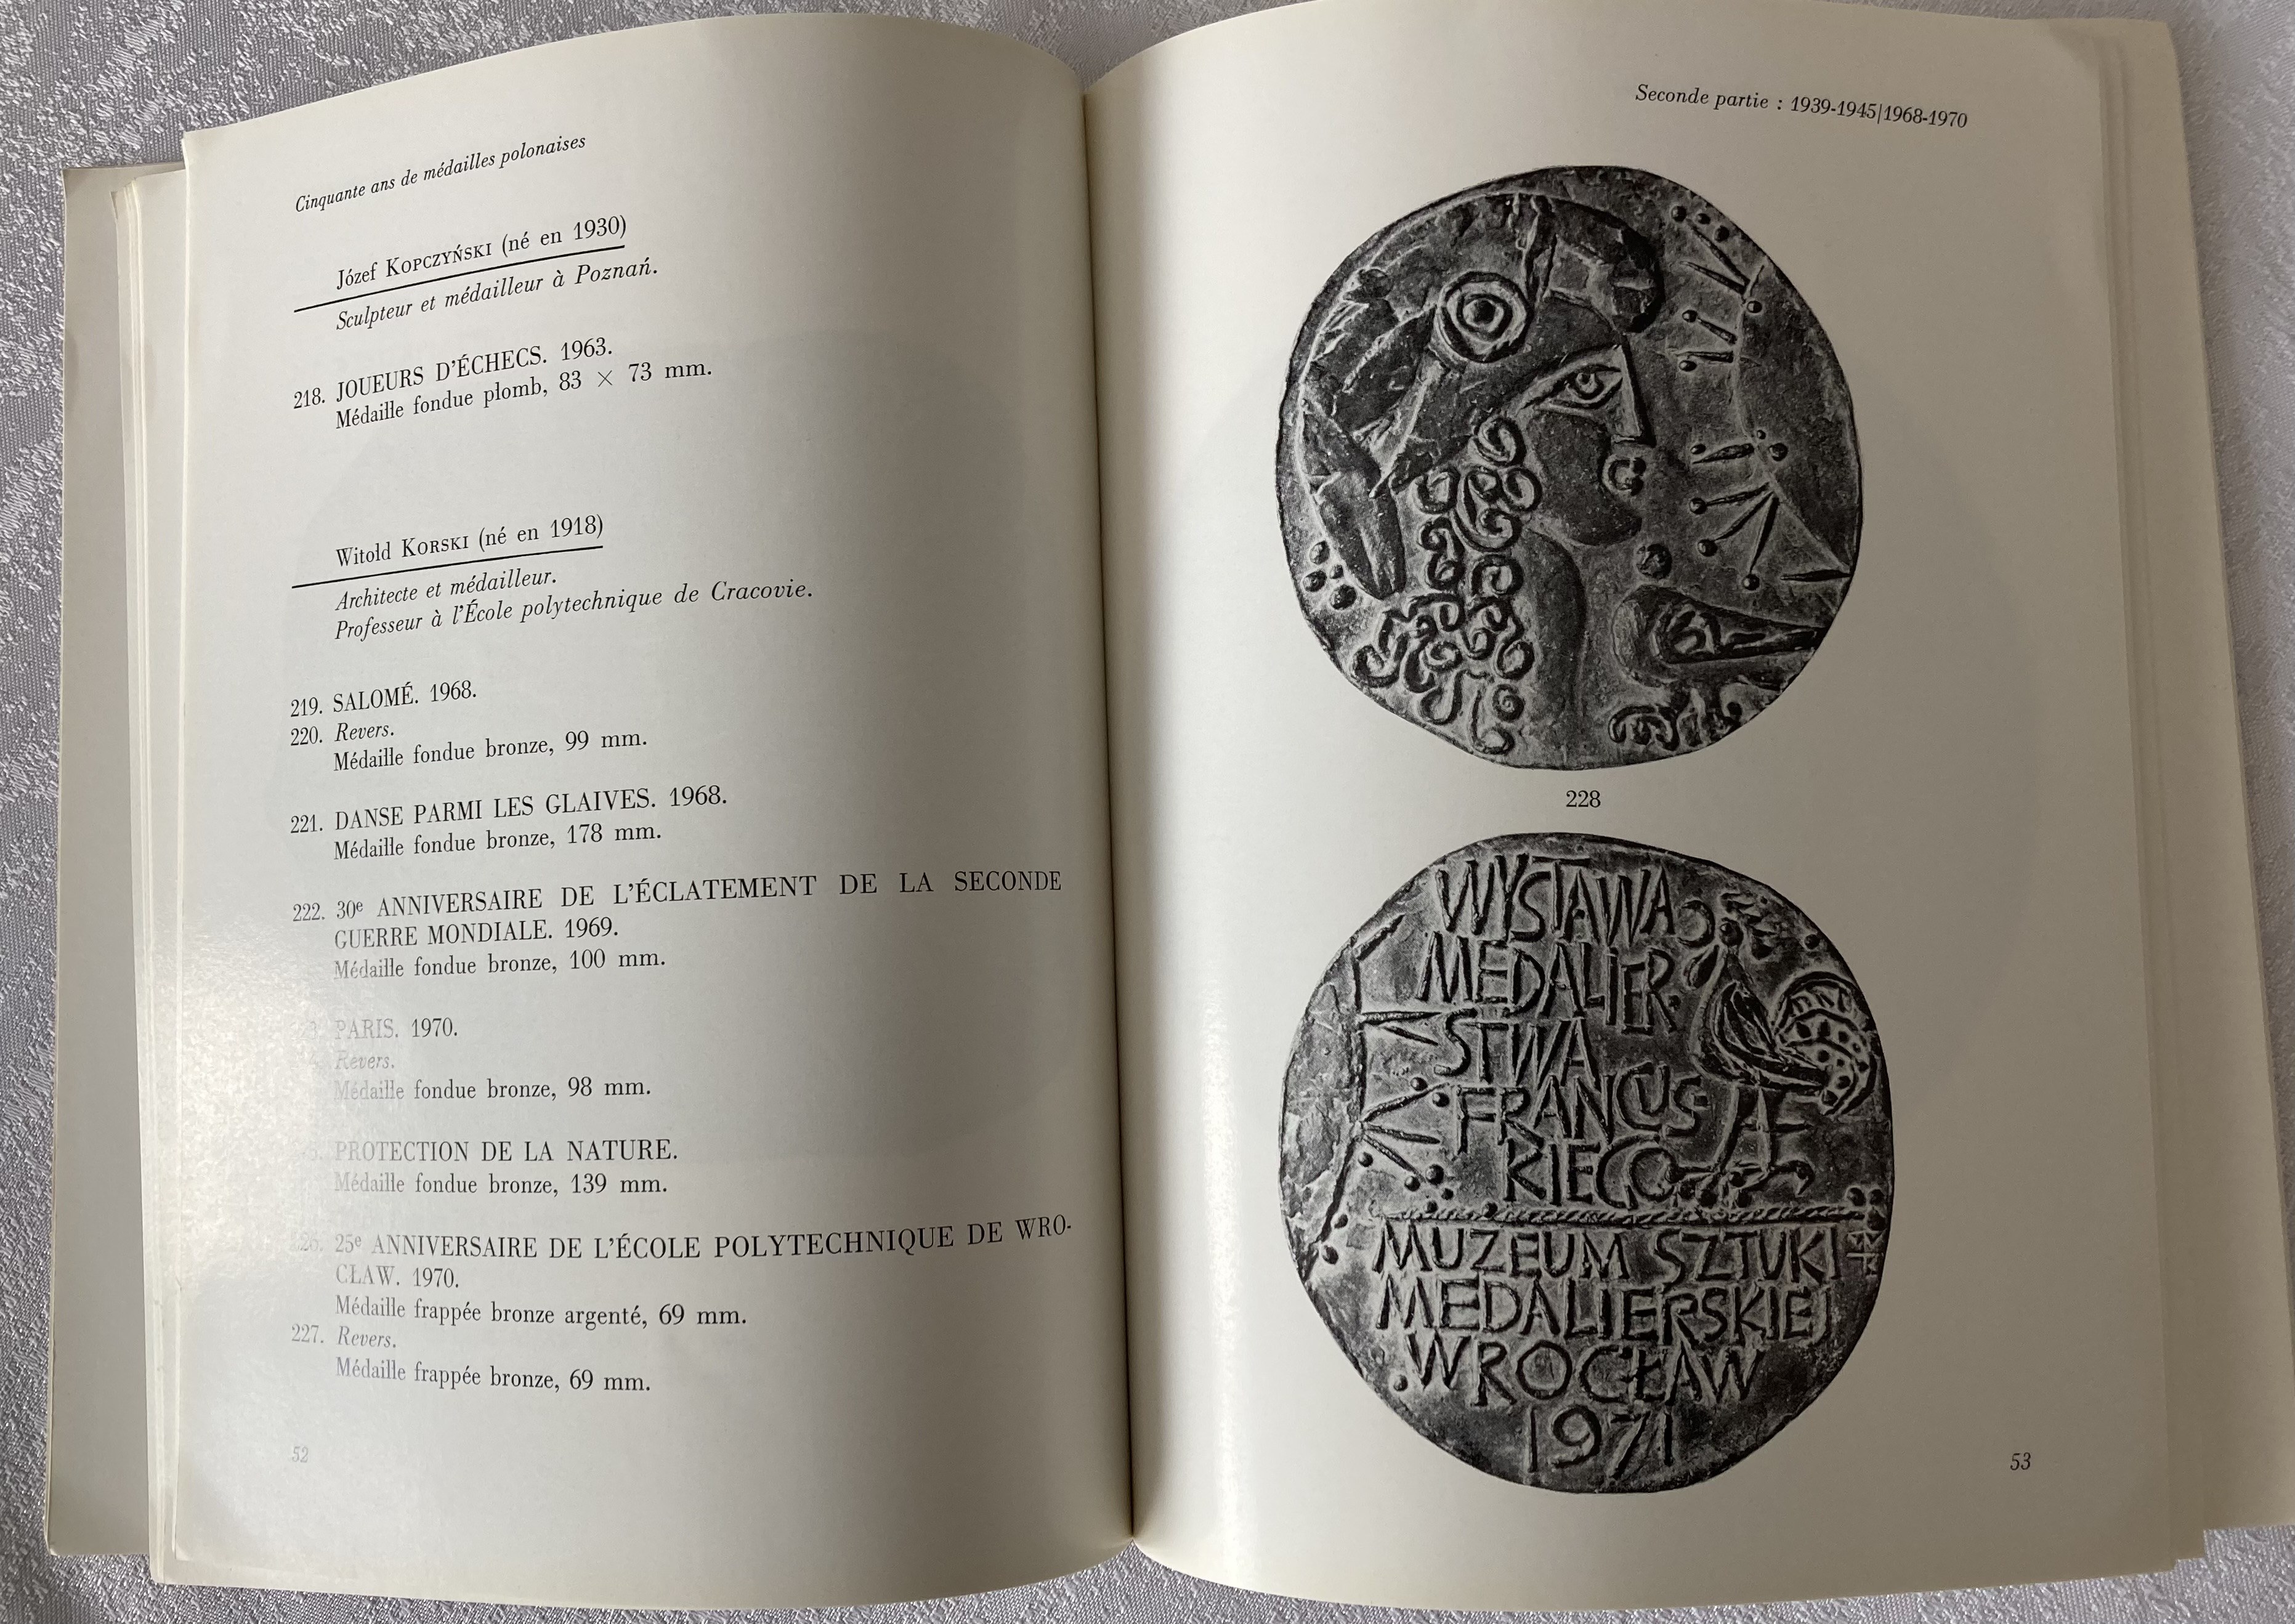 Cinquante ans de médailles polonaises
Józef KOPCZYŃSKI (né en 1930)
Sculpteur et médailleur à Poznań.
218. JOUEURS D'ÉCHECS. 1963.
Médaille fondue plomb, 83 × 73 mm.
Witold KORSKI (né en 1918)
Architecte et médailleur.
Professeur à l'École polytechnique de Cracovie.
219. SALOMÉ. 1968.
220. Revers.
Médaille fondue bronze, 99 mm.
221. DANSE PARMI LES GLAIVES. 1968.
Médaille fondue bronze, 178 mm.
222. 30e ANNIVERSAIRE DE L'ÉCLATEMENT DE LA SECONDE
GUERRE MONDIALE. 1969.
Médaille fondue bronze, 100 mm.
PARIS. 1970.
Revers.
Médaille fondue bronze, 98 mm.
PROTECTION DE LA NATURE.
Médaille fondue bronze, 139 mm.
226. 25e ANNIVERSAIRE DE L'ÉCOLE POLYTECHNIQUE DE WRO-
CLAW. 1970.
Médaille frappée bronze argenté, 69 mm.
227. Revers.
Médaille frappée bronze, 69 mm.
52
Seconde partie : 1939-1945|1968-1970
228
WYSTAWA
MEDALIER
STWA
FRANCUS
KIEGO
MUZEUM SZTUKI
MEDALIERSKIEJ
WROCŁAW
1971
53